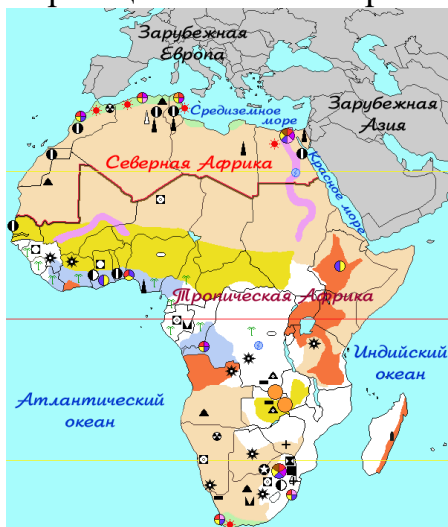 Зарубежная
Европа
Зарубежная
Азия
Средиземное
море
Северная Африка
Красное море
Тропическая Африка
Индийский
океан
Атлантический
океан